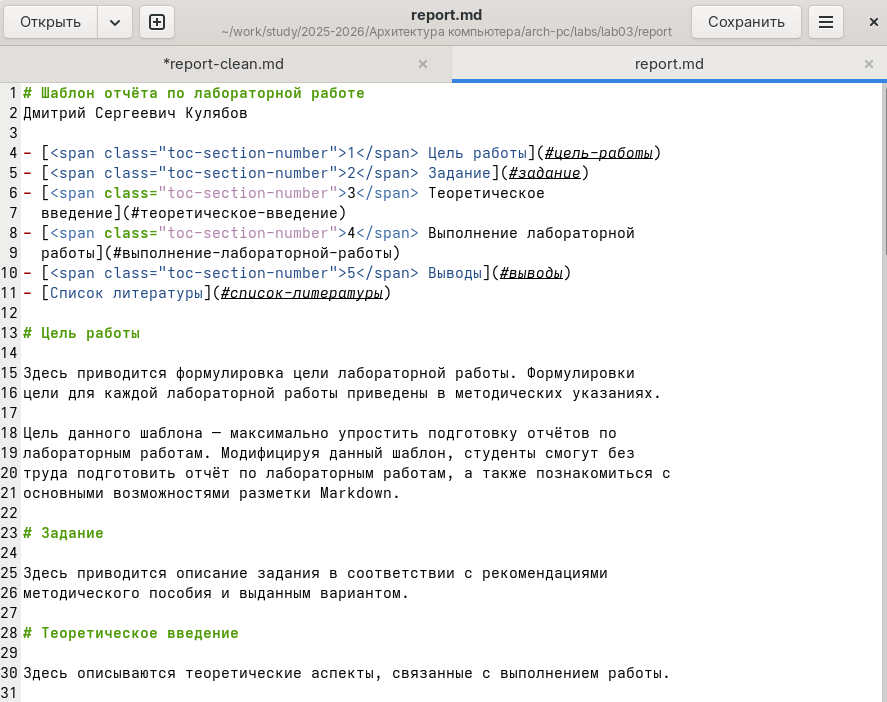 Открыть
report.md
~/work/study/2025-2026/Архитектура компьютера/arch-pc/labs/lab03/report
Сохранить
*report-clean.md
report.md
1 # Шаблон отчёта по лабораторной работе
2 Дмитрий Сергеевич Кулябов
3
4 - [<span class="toc-section-number">1</span> Цель работы](#цель-работы)
5 - [<span class="toc-section-number">2</span> Задание](#задание)
6 - [<span class="toc-section-number">3</span> Теоретическое
7 введение](#теоретическое-введение)
8 - [<span class="toc-section-number">4</span> Выполнение лабораторной
9 работы](#выполнение-лабораторной-работы)
10 - [<span class="toc-section-number">5</span> Выводы](#выводы)
11 - [Список литературы](#список-литературы)
12
13 # Цель работы
14
15 Здесь приводится формулировка цели лабораторной работы. Формулировки
16 цели для каждой лабораторной работы приведены в методических указаниях.
17
18 Цель данного шаблона — максимально упростить подготовку отчётов по
19 лабораторным работам. Модифицируя данный шаблон, студенты смогут без
20 труда подготовить отчёт по лабораторным работам, а также познакомиться с
21 основными возможностями разметки Markdown.
22
23 # Задание
24
25 Здесь приводится описание задания в соответствии с рекомендациями
26 методического пособия и выданным вариантом.
27
28 # Теоретическое введение
29
30 Здесь описываются теоретические аспекты, связанные с выполнением работы.
31